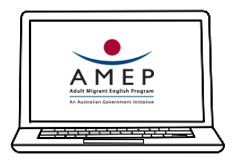 AMEP
Adult Migrant English Program
An Australian Government Initiative